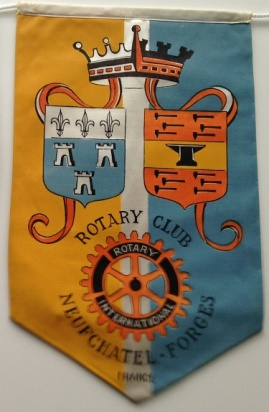 ROTARY CLUB
ROTARY
INTERNATIONAL
NEUFCHATEL-FORGES
FRANCE